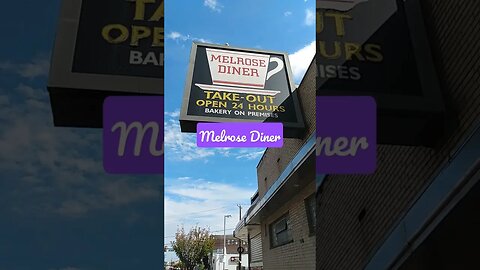 MELROSE
DINER
TAKE-OUT
OPEN 24 HOURS
BAKERY ON PREMISES
Melrose Diner